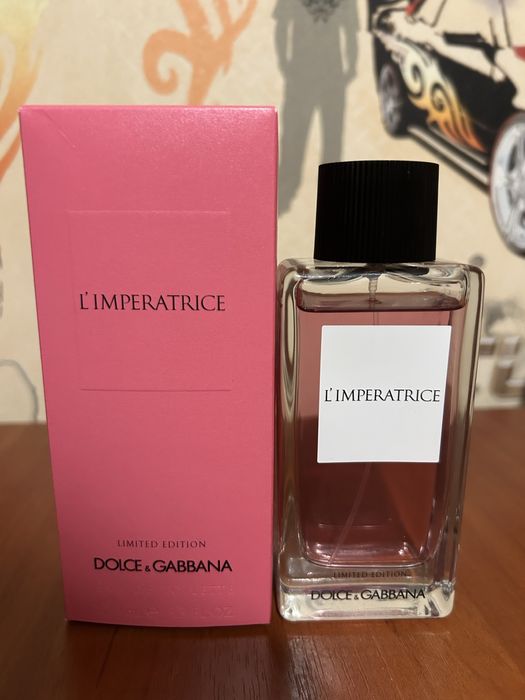 L'IMPERATRICE
LIMITED EDITION
DOLCE & GABBANA
L'IMPERATRICE
LIMITED EDITION
DOLCE & GABBANA